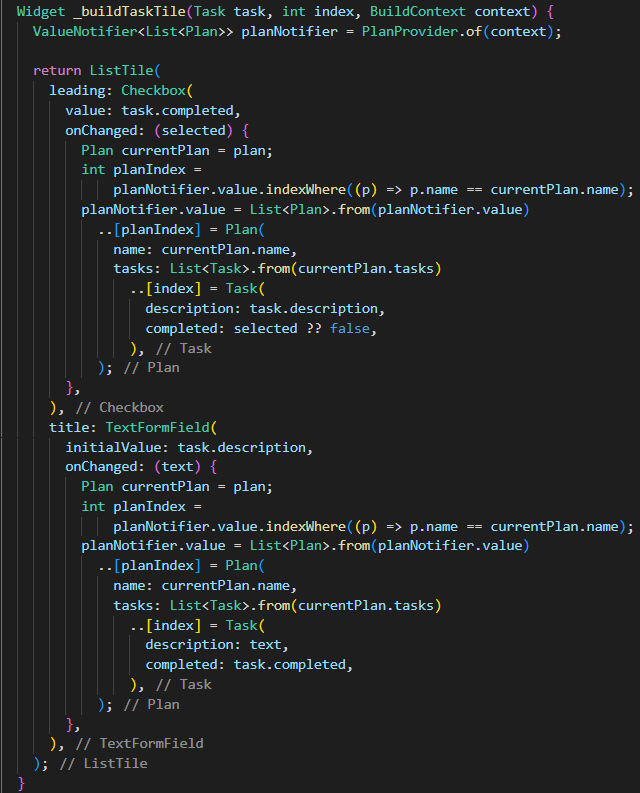 Widget _buildTaskTile(Task task, int index, BuildContext context) {
  ValueNotifier<List<Plan>> planNotifier = PlanProvider.of(context);

  return ListTile(
    leading: Checkbox(
      value: task.completed,
      onChanged: (selected) {
        Plan currentPlan = plan;
        int planIndex =
            planNotifier.value.indexWhere((p) => p.name == currentPlan.name);
        planNotifier.value = List<Plan>.from(planNotifier.value)
          ..[planIndex] = Plan(
            name: currentPlan.name,
            tasks: List<Task>.from(currentPlan.tasks)
              ..[index] = Task(
                description: task.description,
                completed: selected ?? false,
              ), // Task
          ); // Plan
      },
    ), // Checkbox
    title: TextFormField(
      initialValue: task.description,
      onChanged: (text) {
        Plan currentPlan = plan;
        int planIndex =
            planNotifier.value.indexWhere((p) => p.name == currentPlan.name);
        planNotifier.value = List<Plan>.from(planNotifier.value)
          ..[planIndex] = Plan(
            name: currentPlan.name,
            tasks: List<Task>.from(currentPlan.tasks)
              ..[index] = Task(
                description: text,
                completed: task.completed,
              ), // Task
          ); // Plan
      },
    ), // TextFormField
  ); // ListTile
}